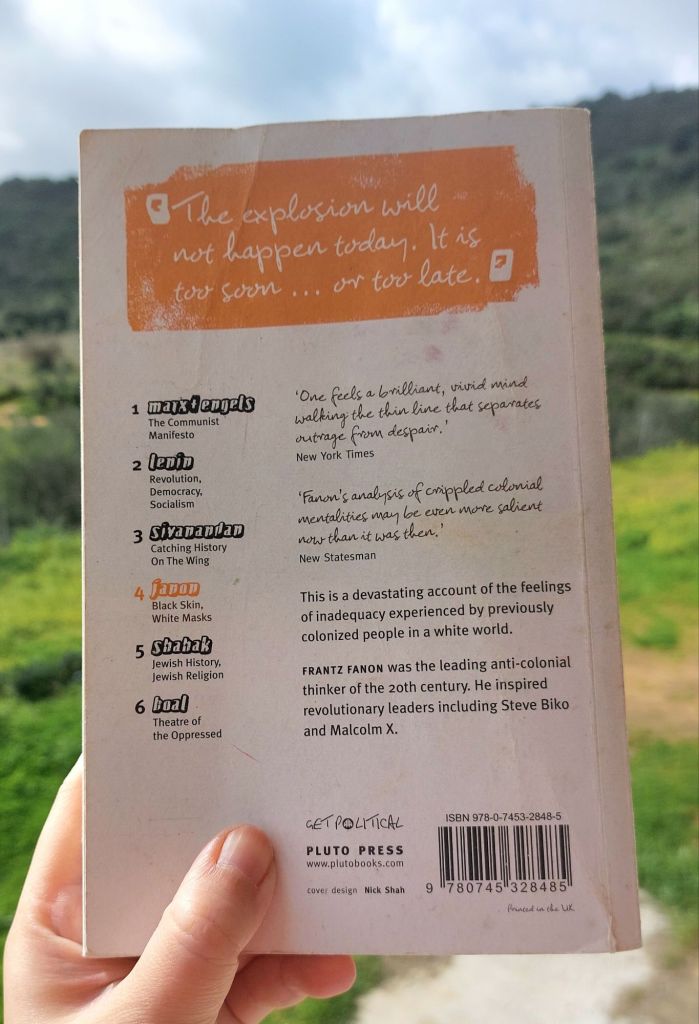 The explosion will
not happen today. It is
too soon ... or too late.
1 marx+engels
The Communist
Manifesto
2 lenin
Revolution,
Democracy,
Socialism
3 sivanandan
Catching History
On The Wing
4 fanon
Black Skin,
White Masks
5 shahak
Jewish History,
Jewish Religion
6 boal
Theatre of
the Oppressed
'One feels a brilliant, vivid mind
walking the thin line that separates
outrage from despair.'
New York Times
'Fanon's analysis of crippled colonial
mentalities may be even more salient
now than it was then.'
New Statesman
This is a devastating account of the feelings
of inadequacy experienced by previously
colonized people in a white world.
FRANTZ FANON was the leading anti-colonial
thinker of the 20th century. He inspired
revolutionary leaders including Steve Biko
and Malcolm X.
GET POLITICAL
PLUTO PRESS
www.plutobooks.com
cover design Nick Shah
ISBN 978-0-7453-2848-5
9 780745 328485
Printed in the UK